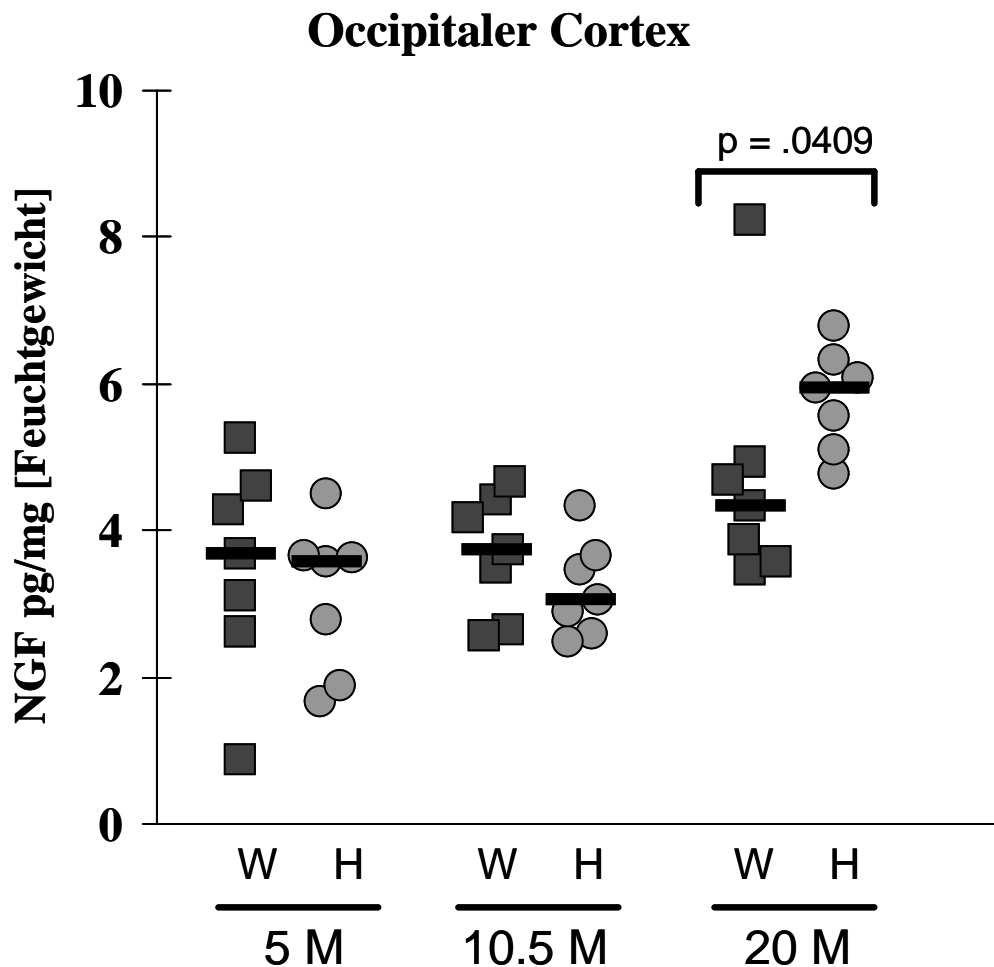 Occipitaler Cortex
NGF pg/mg [Feuchtgewicht]
10
8
6
4
2
0
p = .0409
W H W H W H
5 M 10.5 M 20 M